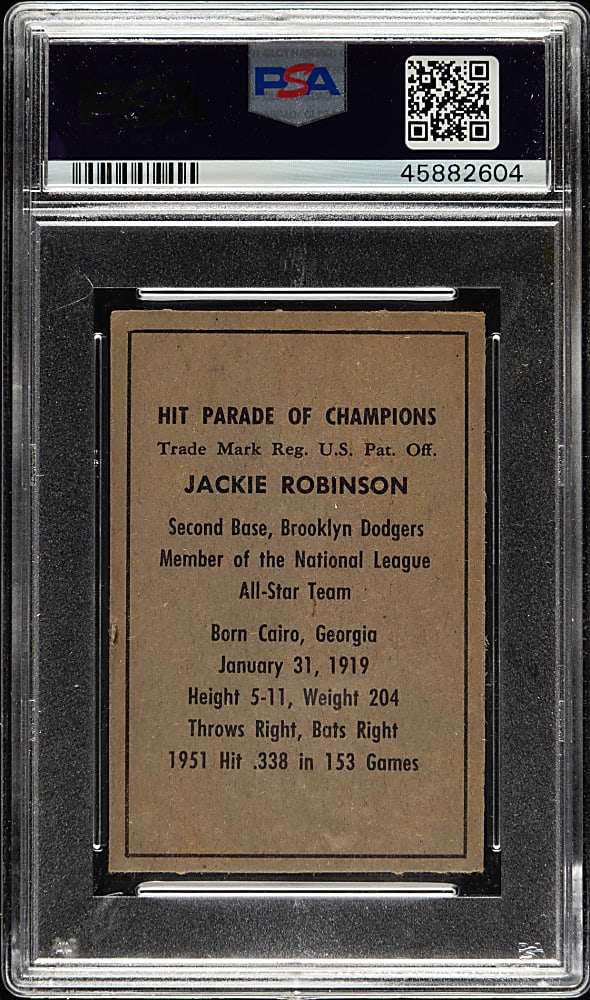 PSA
45882604
HIT PARADE OF CHAMPIONS
Trade Mark Reg. U.S. Pat. Off.
JACKIE ROBINSON
Second Base, Brooklyn Dodgers
Member of the National League
All-Star Team
Born Cairo, Georgia
January 31, 1919
Height 5-11, Weight 204
Throws Right, Bats Right
1951 Hit .338 in 153 Games